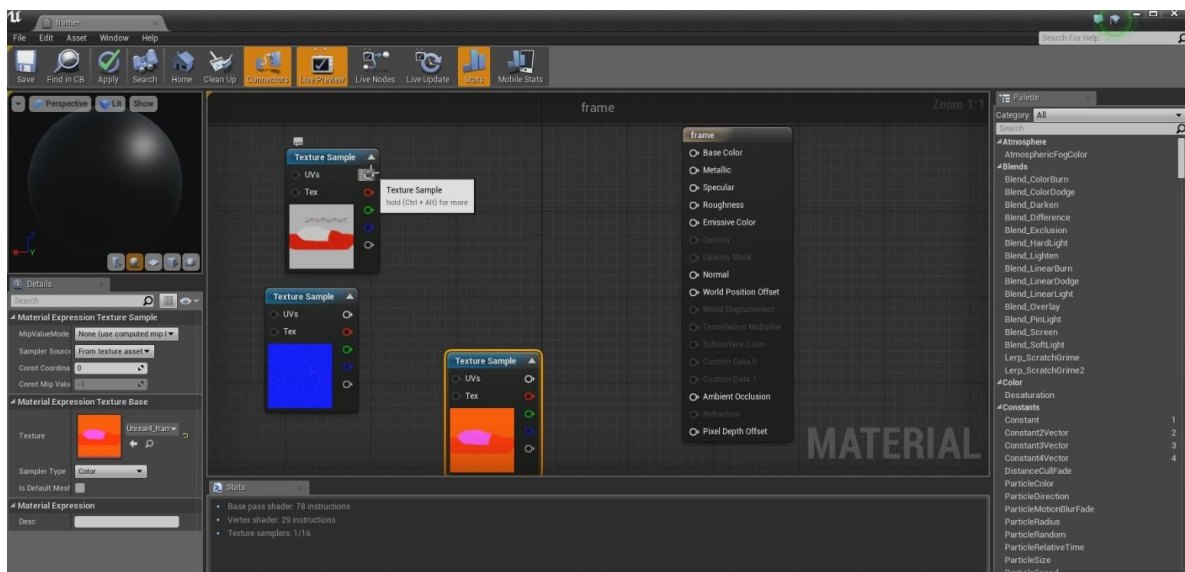 frame*
File Edit Asset Window Help
Search For Help
Save Find in CB Apply Search Home Clean Up Connectors Live Preview Live Nodes Live Update Stats Mobile Stats
Perspective Lit Show
frame
Zoom 1:1
Texture Sample
UVs
Tex
Texture Sample
hold (Ctrl + Alt) for more
Texture Sample
UVs
Tex
Texture Sample
UVs
Tex
frame
Base Color
Metallic
Specular
Roughness
Emissive Color
Opacity
Opacity Mask
Normal
World Position Offset
World Displacement
Tessellation Multiplier
Subsurface Color
Custom Data 0
Custom Data 1
Ambient Occlusion
Refraction
Pixel Depth Offset
MATERIAL
Z
Y
Details
Search
Material Expression Texture Sample
MipValueMode None (use computed mip l
Sampler Source From texture asset
Const Coordina 0
Const Mip Valu -1
Material Expression Texture Base
Texture Unreal4_fram
Sampler Type Color
Is Default Mesh
Material Expression
Desc
Stats
Base pass shader: 78 instructions
Vertex shader: 29 instructions
Texture samplers: 1/16
Palette
Category: All
Search
Atmosphere
AtmosphericFogColor
Blends
Blend_ColorBurn
Blend_ColorDodge
Blend_Darken
Blend_Difference
Blend_Exclusion
Blend_HardLight
Blend_Lighten
Blend_LinearBurn
Blend_LinearDodge
Blend_LinearLight
Blend_Overlay
Blend_PinLight
Blend_Screen
Blend_SoftLight
Lerp_ScratchGrime
Lerp_ScratchGrime2
Color
Desaturation
Constants
Constant 1
Constant2Vector 2
Constant3Vector 3
Constant4Vector 4
DistanceCullFade
ParticleColor
ParticleDirection
ParticleMotionBlurFade
ParticleRadius
ParticleRandom
ParticleRelativeTime
ParticleSize